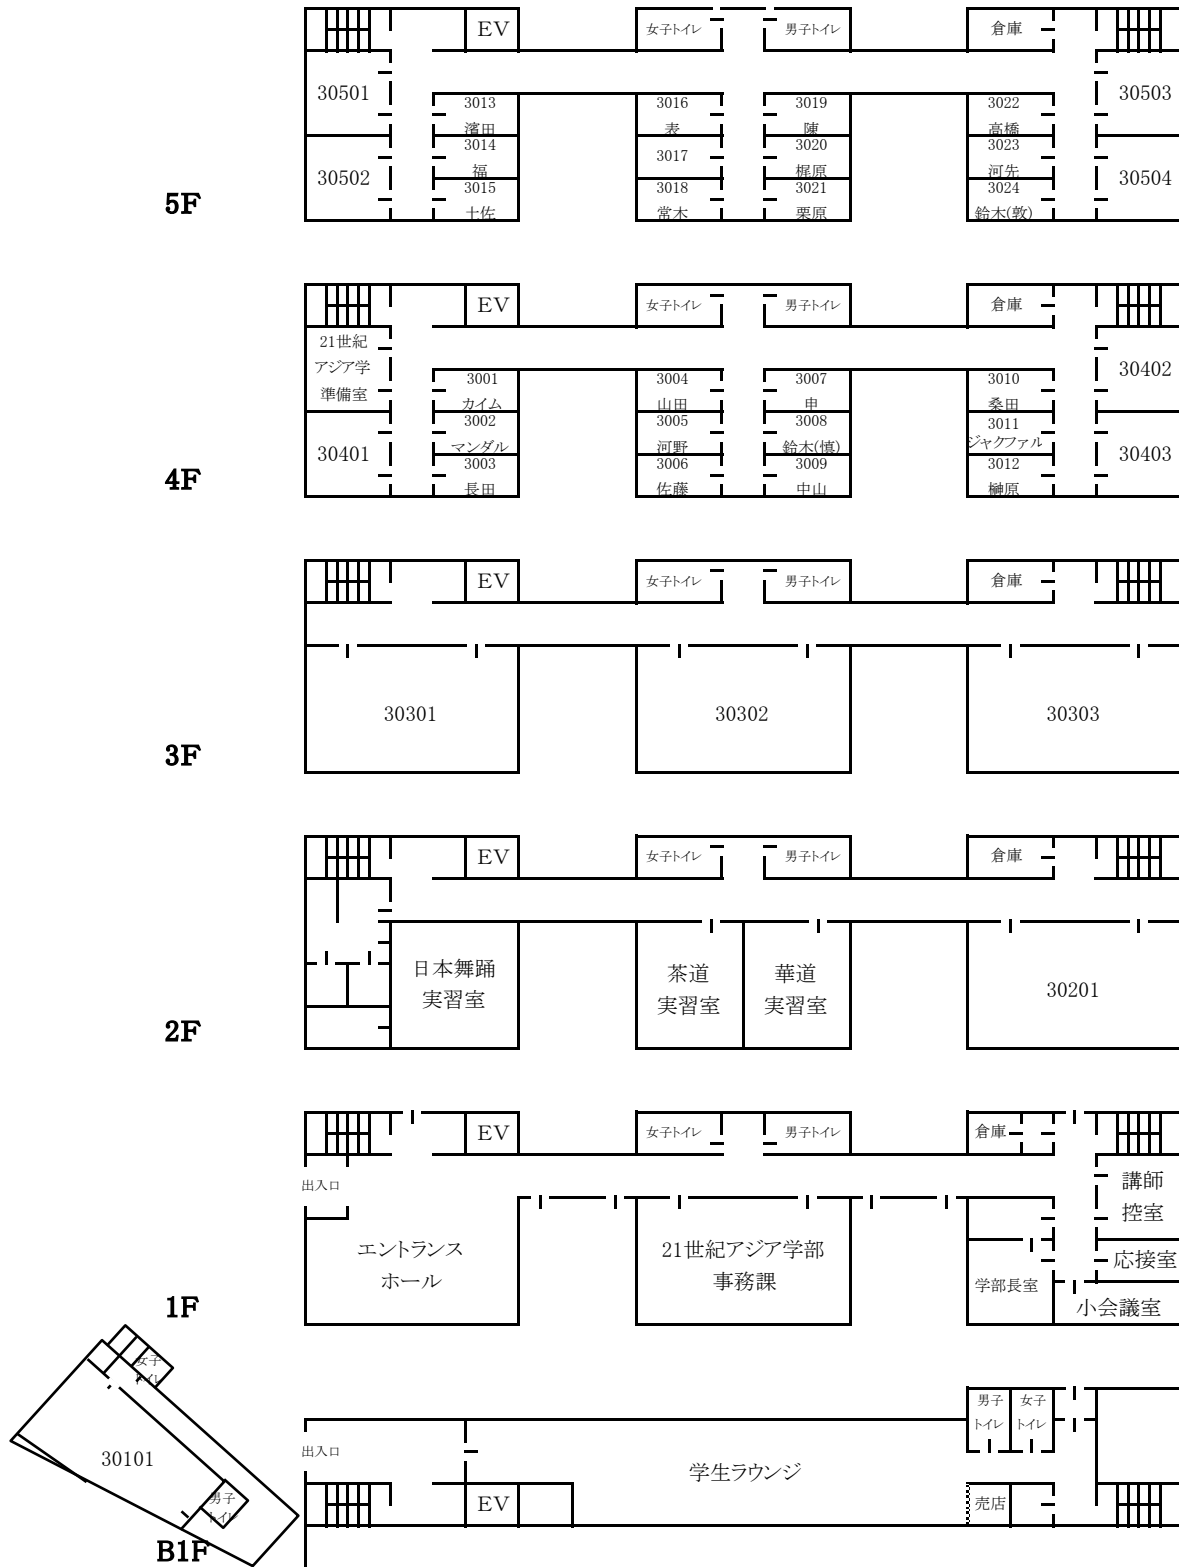 EV
女子トイレ
男子トイレ
倉庫
30501
3013
濱田
3016
表
3019
陳
3022
高橋
30503
30502
3014
福
3017
3020
梶原
3023
河先
30504
3015
土佐
3018
常木
3021
栗原
3024
鈴木(敦)
5F
EV
女子トイレ
男子トイレ
倉庫
21世紀
アジア学
準備室
3001
カイム
3004
山田
3007
申
3010
桑田
30402
30401
3002
マンダル
3005
河野
3008
鈴木(慎)
3011
ジャクファル
30403
3003
長田
3006
佐藤
3009
中山
3012
榊原
4F
EV
女子トイレ
男子トイレ
倉庫
30301
30302
30303
3F
EV
女子トイレ
男子トイレ
倉庫
日本舞踊
実習室
茶道
実習室
華道
実習室
30201
2F
EV
女子トイレ
男子トイレ
倉庫
出入口
講師
控室
エントランス
ホール
21世紀アジア学部
事務課
学部長室
応接室
小会議室
1F
女子
トイレ
30101
男子
トイレ
出入口
学生ラウンジ
男子
トイレ
女子
トイレ
EV
売店
B1F